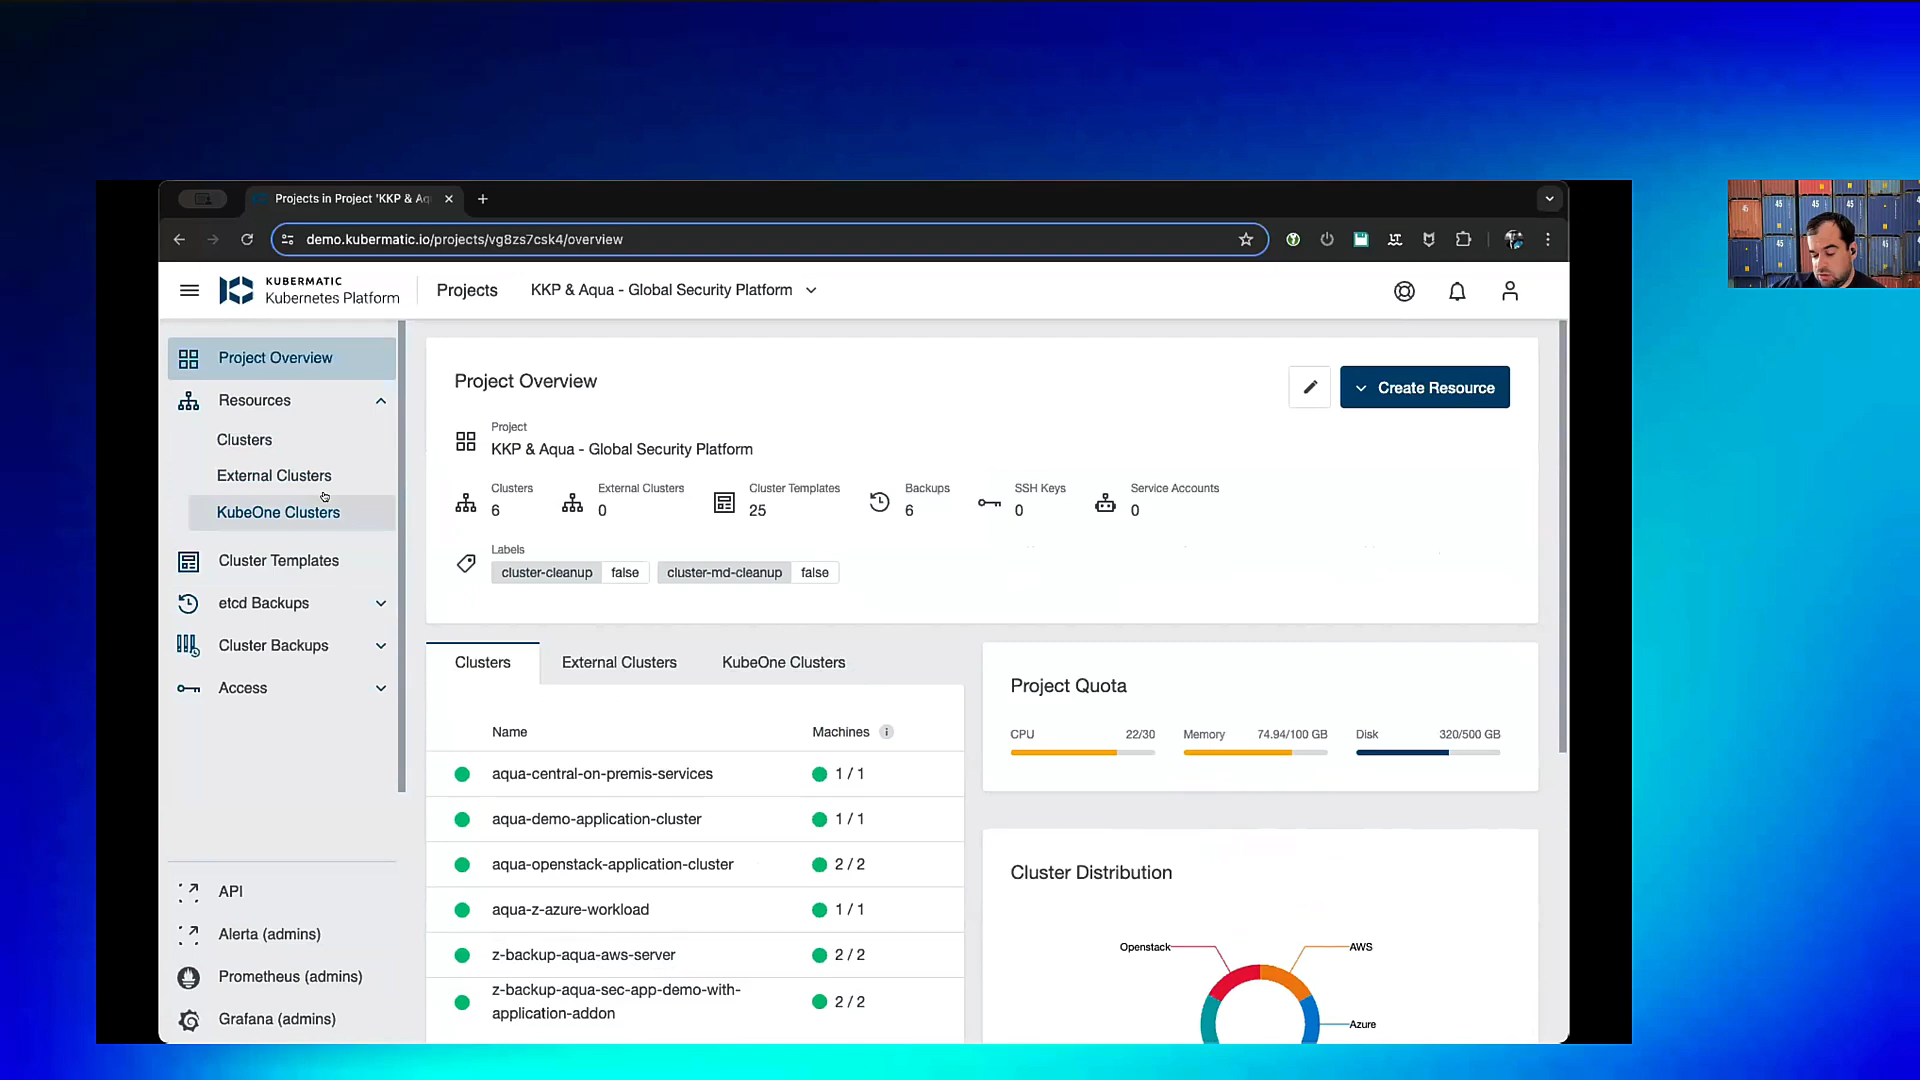 Projects in Project 'KKP & Aq
demo.kubermatic.io/projects/vg8zs7csk4/overview
KUBERMATIC
Kubernetes Platform
Projects
KKP & Aqua - Global Security Platform
Project Overview
Resources
Clusters
External Clusters
KubeOne Clusters
Cluster Templates
etcd Backups
Cluster Backups
Access
API
Alerta (admins)
Prometheus (admins)
Grafana (admins)
Project Overview
Create Resource
Project
KKP & Aqua - Global Security Platform
Clusters
6
External Clusters
0
Cluster Templates
25
Backups
6
SSH Keys
0
Service Accounts
0
Labels
cluster-cleanup false cluster-md-cleanup false
Clusters External Clusters KubeOne Clusters
Name Machines
aqua-central-on-premis-services 1 / 1
aqua-demo-application-cluster 1 / 1
aqua-openstack-application-cluster 2 / 2
aqua-z-azure-workload 1 / 1
z-backup-aqua-aws-server 2 / 2
z-backup-aqua-sec-app-demo-with-
application-addon 2 / 2
Project Quota
CPU 22/30
Memory 74.94/100 GB
Disk 320/500 GB
Cluster Distribution
Openstack
AWS
Azure
45
45 45 45 45
45 45